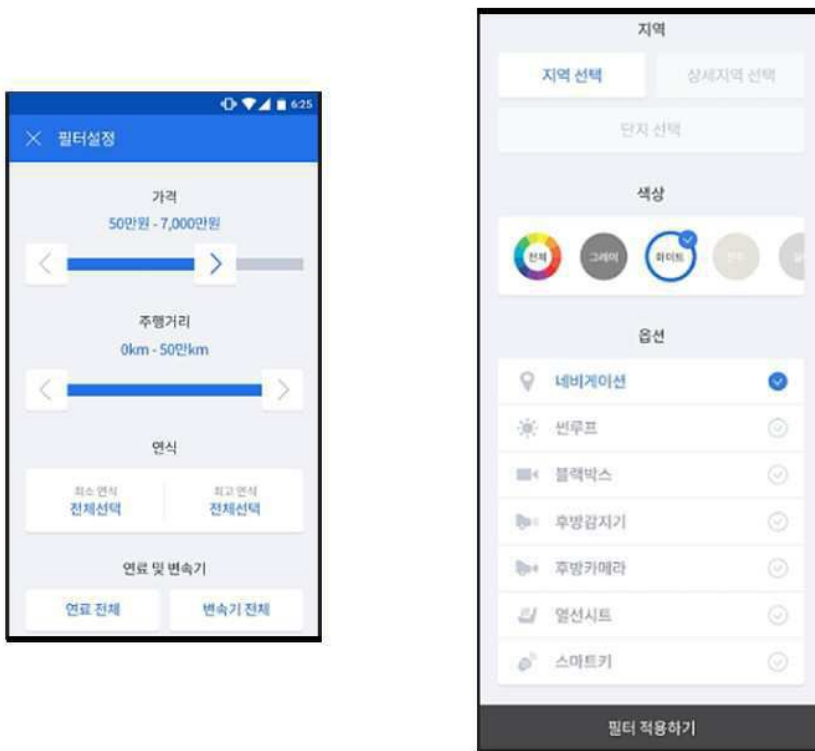 6:25
필터설정
가격
50만원 - 7,000만원
주행거리
0km - 50만km
연식
최소 연식 최고 연식
전체선택 전체선택
연료 및 변속기
연료 전체 변속기 전체
지역
지역 선택 상세지역 선택
단지 선택
색상
전체 그레이 화이트
옵션
네비게이션
썬루프
블랙박스
후방감지기
후방카메라
열선시트
스마트키
필터 적용하기